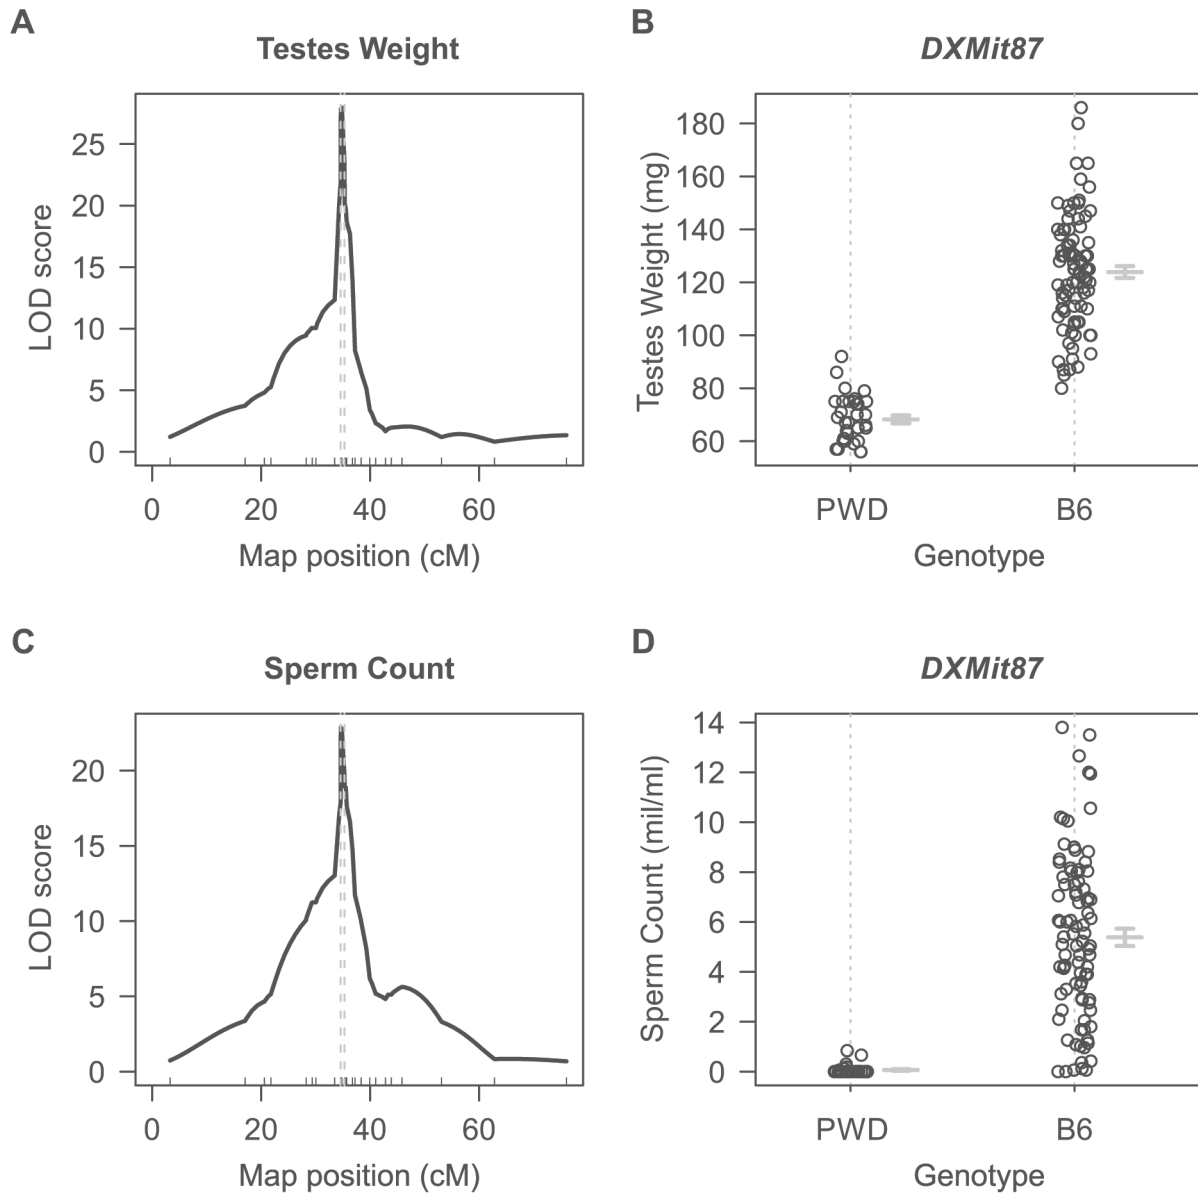 A
Testes Weight
LOD score
25
20
15
10
5
0
0 20 40 60
Map position (cM)
B
DXMit87
Testes Weight (mg)
180
160
140
120
100
80
60
PWD B6
Genotype
C
Sperm Count
LOD score
20
15
10
5
0
0 20 40 60
Map position (cM)
D
DXMit87
Sperm Count (mil/ml)
14
12
10
8
6
4
2
0
PWD B6
Genotype